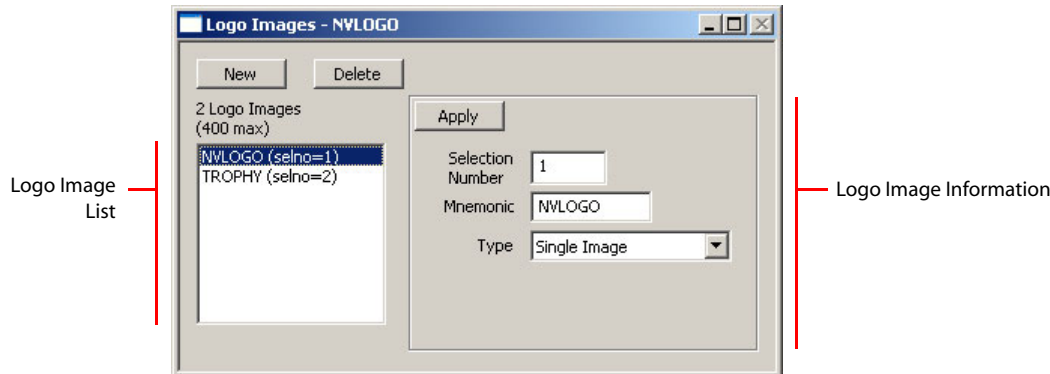 Logo Images - NVLOGO
New
Delete
2 Logo Images
(400 max)
NVLOGO (selno=1)
TROPHY (selno=2)
Apply
Selection
Number
1
Mnemonic
NVLOGO
Type
Single Image
Logo Image
List
Logo Image Information